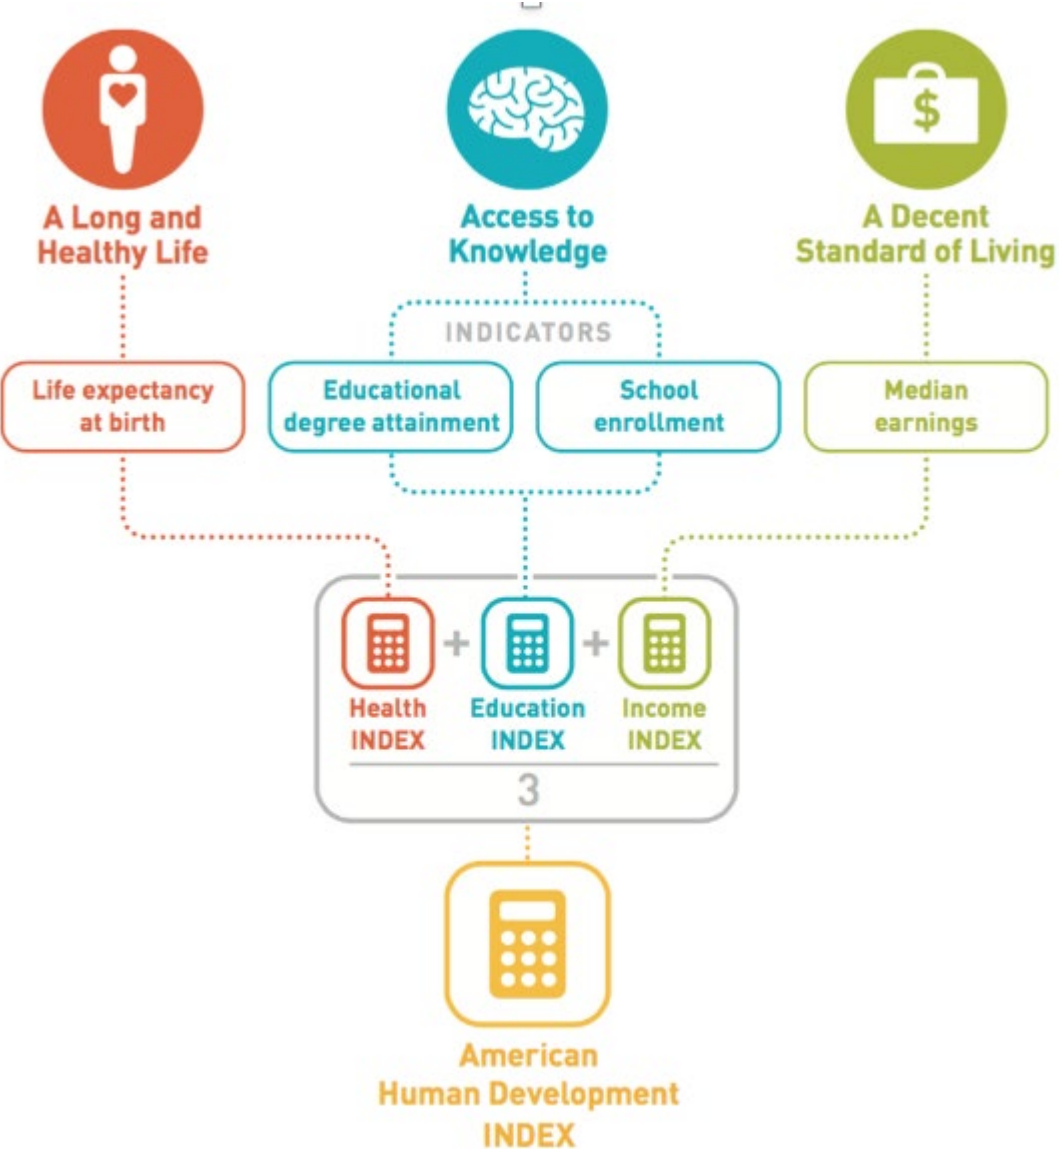 $
A Long and
Healthy Life
Access to
Knowledge
A Decent
Standard of Living
INDICATORS
Life expectancy
at birth
Educational
degree attainment
School
enrollment
Median
earnings
+
+
Health
INDEX
Education
INDEX
Income
INDEX
3
American
Human Development
INDEX